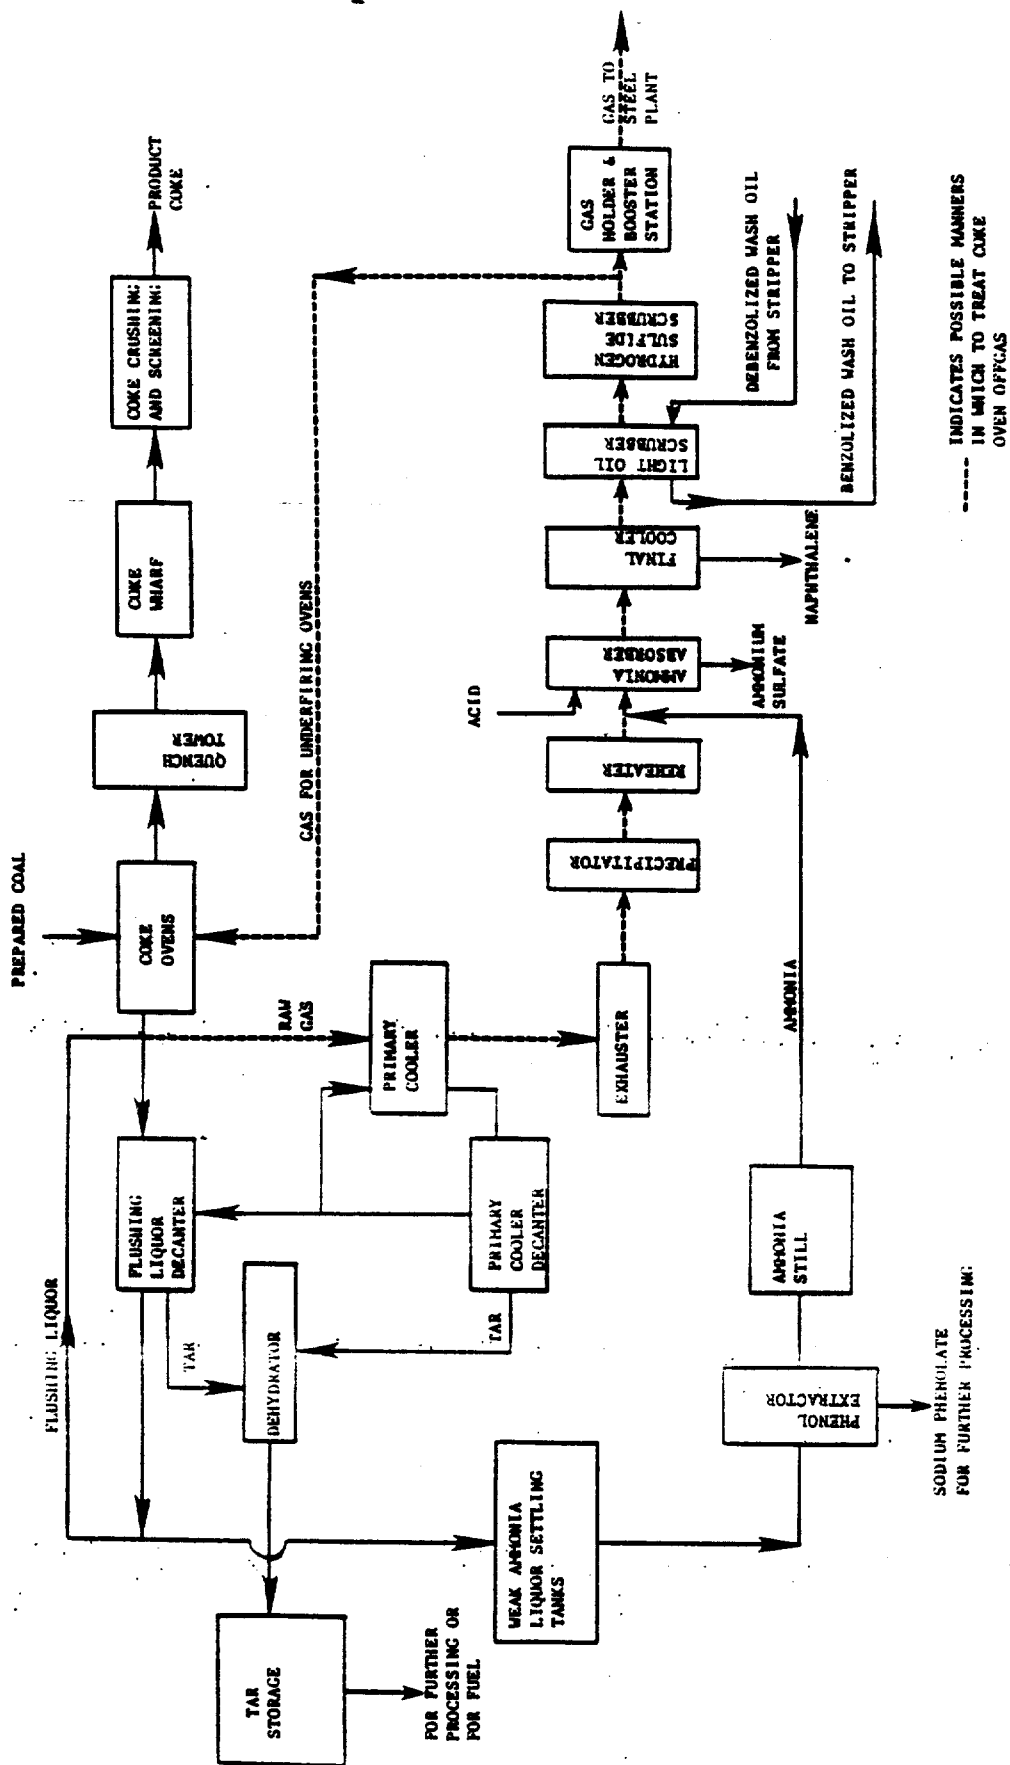 PREPARED COAL
COKE
OVENS
QUENCH
TOWER
COKE
WHARF
COKE CRUSHING
AND SCREENING
PRODUCT
COKE
FLUSHING LIQUOR
FLUSHING
LIQUOR
DECANTER
TAR
RAW
GAS
GAS FOR UNDERFIRING OVENS
PRIMARY
COOLER
DEHYDRATOR
TAR
PRIMARY
COOLER
DECANTER
TAR
STORAGE
FOR FURTHER
PROCESSING OR
FOR FUEL
WEAK AMMONIA
LIQUOR SETTLING
TANKS
EXHAUSTER
PRECIPITATOR
REHEATER
ACID
AMMONIA
ABSORBER
AMMONIUM
SULFATE
FINAL
COOLER
NAPHTHALENE
LIGHT OIL
SCRUBBER
HYDROGEN
SULFIDE
SCRUBBER
GAS
HOLDER &
BOOSTER
STATION
GAS TO
STEEL
PLANT
DEBENZOLIZED WASH OIL
FROM STRIPPER
BENZOLIZED WASH OIL TO STRIPPER
PHENOL
EXTRACTOR
SODIUM PHENOLATE
FOR FURTHER PROCESSING
AMMONIA
STILL
AMMONIA
----- INDICATES POSSIBLE MANNERS
IN WHICH TO TREAT COKE
OVEN OFFGAS